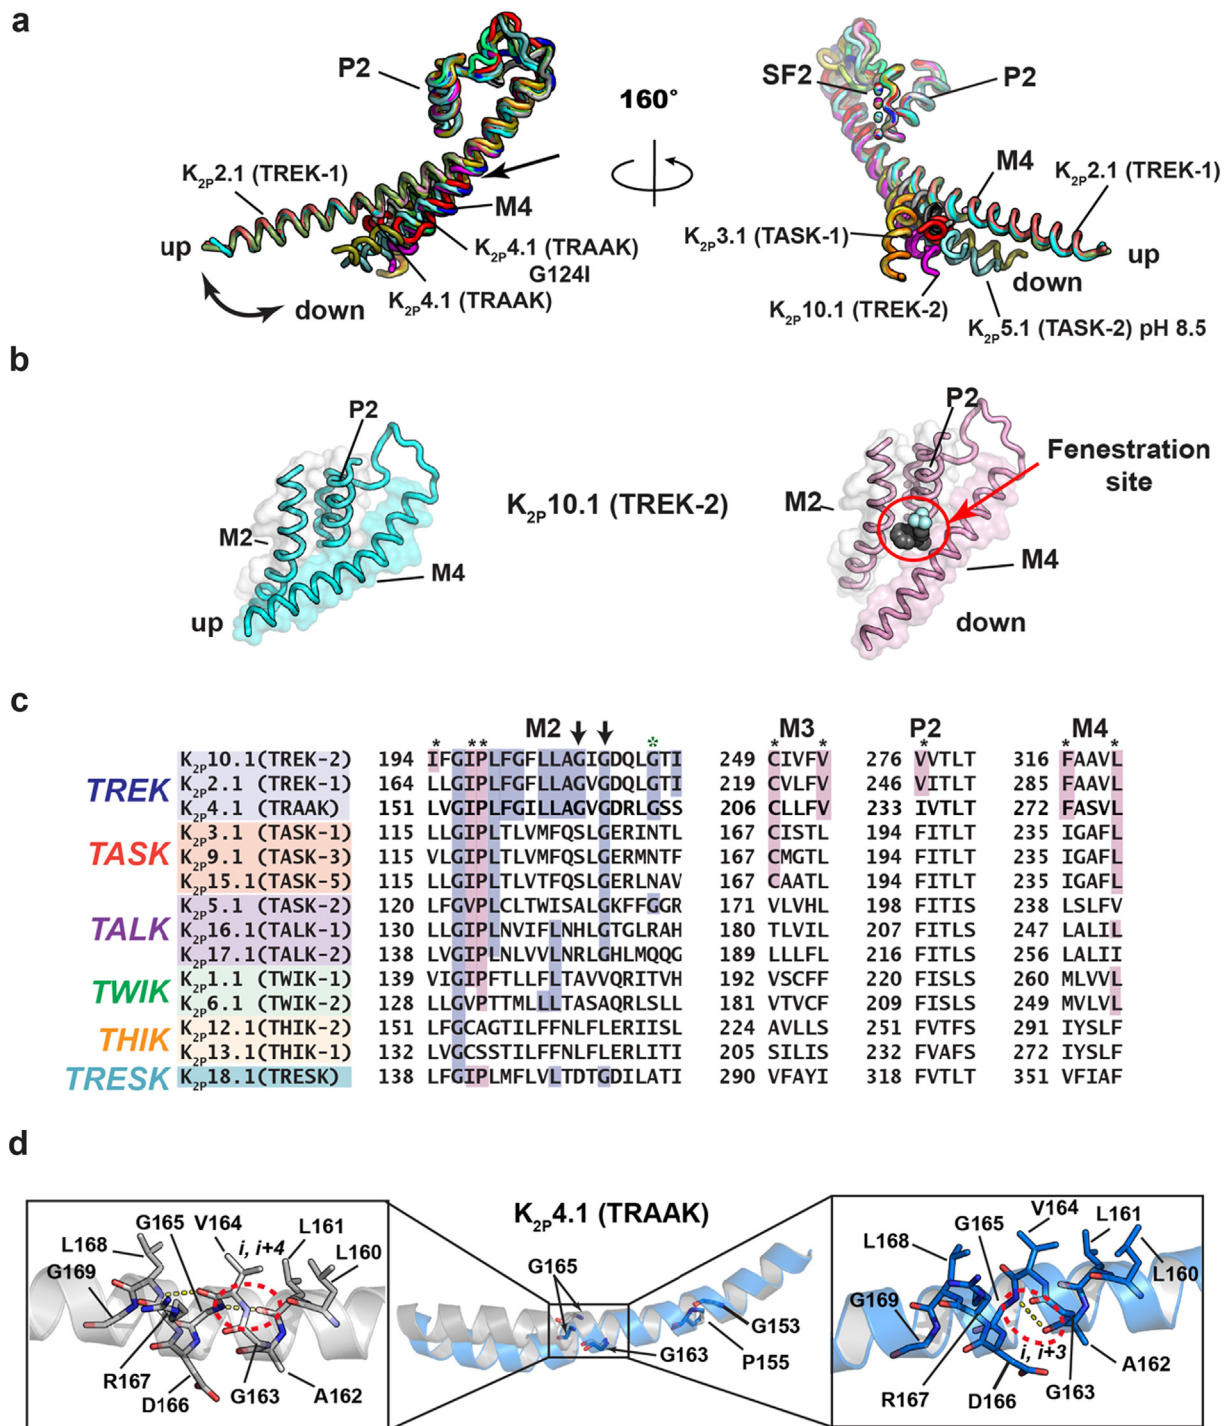 a
P2
K2P2.1 (TREK-1)
up
down
M4
K2P4.1 (TRAAK)
G124I
K2P4.1 (TRAAK)
160°
SF2
P2
M4
K2P2.1 (TREK-1)
K2P3.1 (TASK-1)
up
down
K2P10.1 (TREK-2)
K2P5.1 (TASK-2) pH 8.5
b
P2
M2
M4
up
K2P10.1 (TREK-2)
P2
Fenestration
site
M2
M4
down
c
M2 M3 P2 M4
* ** * * * * * *
K2P10.1(TREK-2) 194 IFGIPLFGFLLAGIGDQLGTI 249 CIVFV 276 VVTLT 316 FAAVL
TREK K2P2.1 (TREK-1) 164 LLGIPLFGFLLAGVGDQLGTI 219 CVLFV 246 VITLT 285 FAAVL
K2P4.1 (TRAAK) 151 LVGIPLFGILLAGVGDRLGSS 206 CLLFV 233 IVTLT 272 FASVL
K2P3.1 (TASK-1) 115 LLGIPLTLVMFQSLGERINTL 167 CISTL 194 FITLT 235 IGAFL
TASK K2P9.1 (TASK-3) 115 VLGIPLTLVMFQSLGERMNTF 167 CMGTL 194 FITLT 235 IGAFL
K2P15.1(TASK-5) 115 LLGIPLTLVTFQSLGERLNAV 167 CAATL 194 FITLT 235 IGAFL
K2P5.1 (TASK-2) 120 LFGVPLCLTWISALGKFFGGR 171 VLVHL 198 FITIS 238 LSLFV
TALK K2P16.1(TALK-1) 130 LLGIPLNVIFLNHLGTGLRAH 180 TLVIL 207 FITLS 247 LALIL
K2P17.1(TALK-2) 138 LVGIPLNLVVLNRLGHLMQQG 189 LLLFL 216 FITLS 256 LALII
TWIK K2P1.1 (TWIK-1) 139 VIGIPFTLLFLTAVVQRITVH 192 VSCFF 220 FISLS 260 MLVVL
K2P6.1 (TWIK-2) 128 LLGVPTTMLLLTASAQRLSLL 181 VTVCF 209 FISLS 249 MVLVL
THIK K2P12.1(THIK-2) 151 LFGCAGTILFFNLFLERIISL 224 AVLLS 251 FVTFS 291 IYSLF
K2P13.1(THIK-1) 132 LVGCSSTILFFNLFLERLITI 205 SILIS 232 FVAFS 272 IYSLF
TRESK K2P18.1(TRESK) 138 LFGIPLMFLVLTDTGDILATI 290 VFAYI 318 FVTLT 351 VFIAF
d
G165
V164
L161
L168
i, i+4
L160
G169
R167
D166
G163
A162
K2P4.1 (TRAAK)
G165
G153
G163
P155
V164
G165
L161
L168
L160
G169
i, i+3
A162
R167
D166
G163